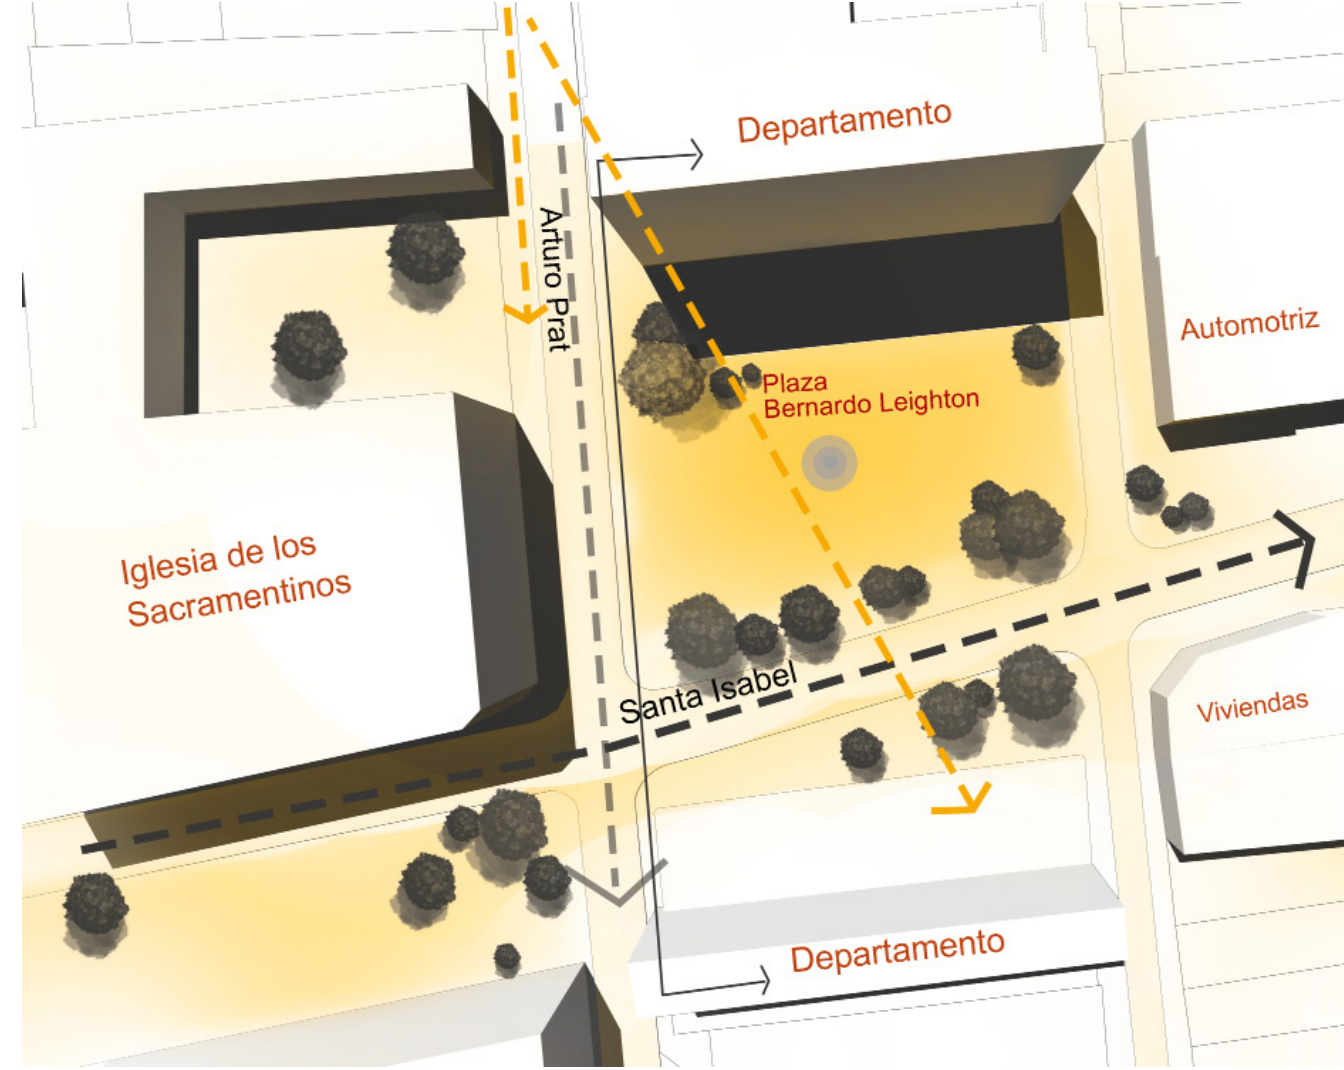 Departamento
Arturo Prat
Automotriz
Plaza
Bernardo Leighton
Iglesia de los
Sacramentinos
Santa Isabel
Viviendas
Departamento